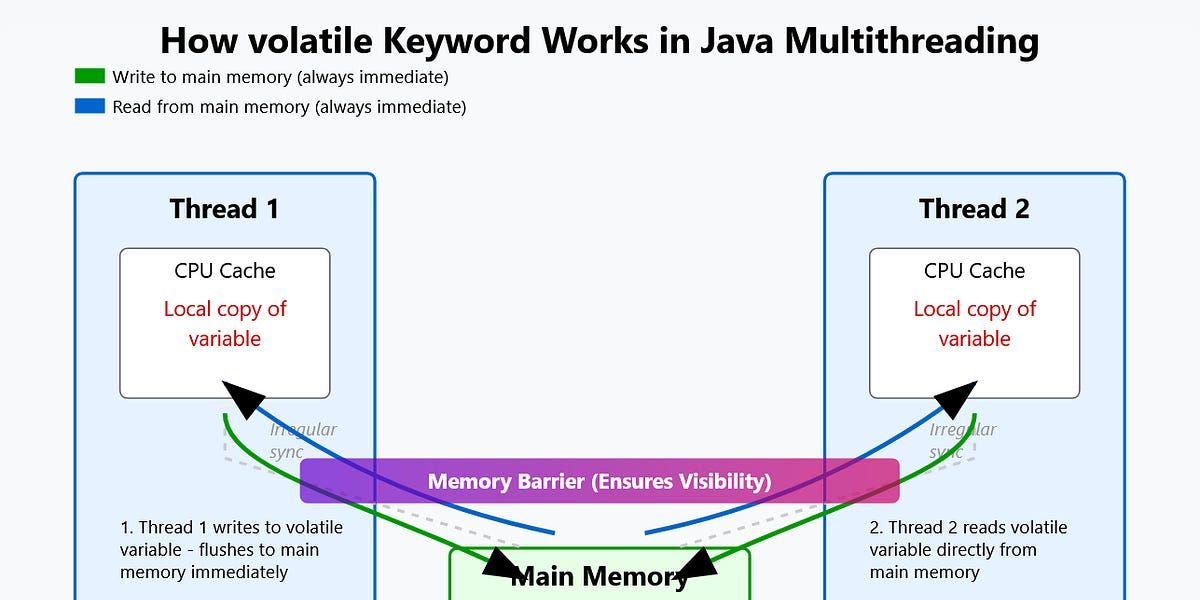 How volatile Keyword Works in Java Multithreading
Write to main memory (always immediate)
Read from main memory (always immediate)
Thread 1
CPU Cache
Local copy of
variable
Irregular
sync
1. Thread 1 writes to volatile
variable - flushes to main
memory immediately
Memory Barrier (Ensures Visibility)
Main Memory
Thread 2
CPU Cache
Local copy of
variable
Irregular
sync
2. Thread 2 reads volatile
variable directly from
main memory